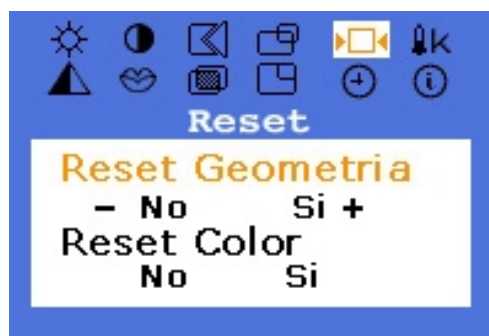 K
Reset
Reset Geometria
- No Si +
Reset Color
No Si